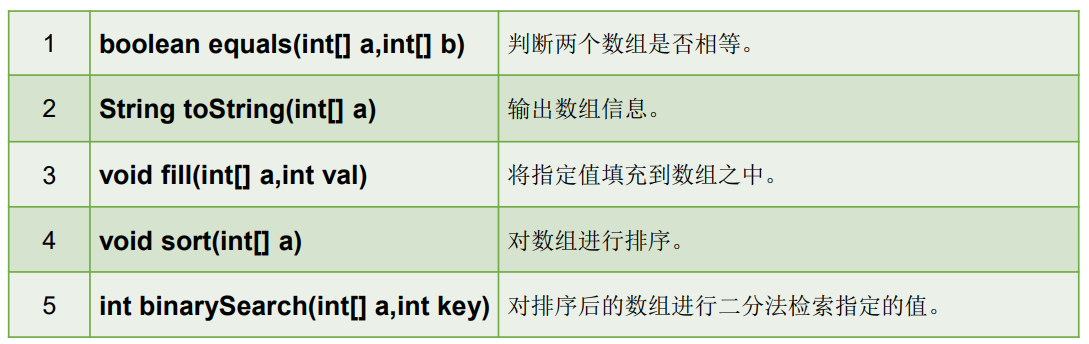 1 boolean equals(int[] a,int[] b) 判断两个数组是否相等。
2 String toString(int[] a) 输出数组信息。
3 void fill(int[] a,int val) 将指定值填充到数组之中。
4 void sort(int[] a) 对数组进行排序。
5 int binarySearch(int[] a,int key) 对排序后的数组进行二分法检索指定的值。